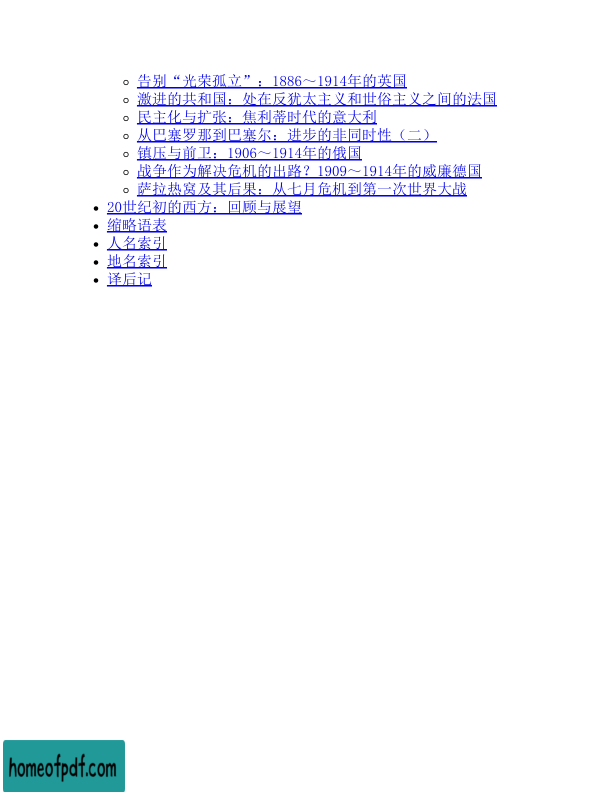 告别“光荣孤立”：1886～1914年的英国
激进的共和国：处在反犹太主义和世俗主义之间的法国
民主化与扩张：焦利蒂时代的意大利
从巴塞罗那到巴塞尔：进步的非同时性（二）
镇压与前卫：1906～1914年的俄国
战争作为解决危机的出路？1909～1914年的威廉德国
萨拉热窝及其后果：从七月危机到第一次世界大战
20世纪初的西方：回顾与展望
缩略语表
人名索引
地名索引
译后记
homeofpdf.com